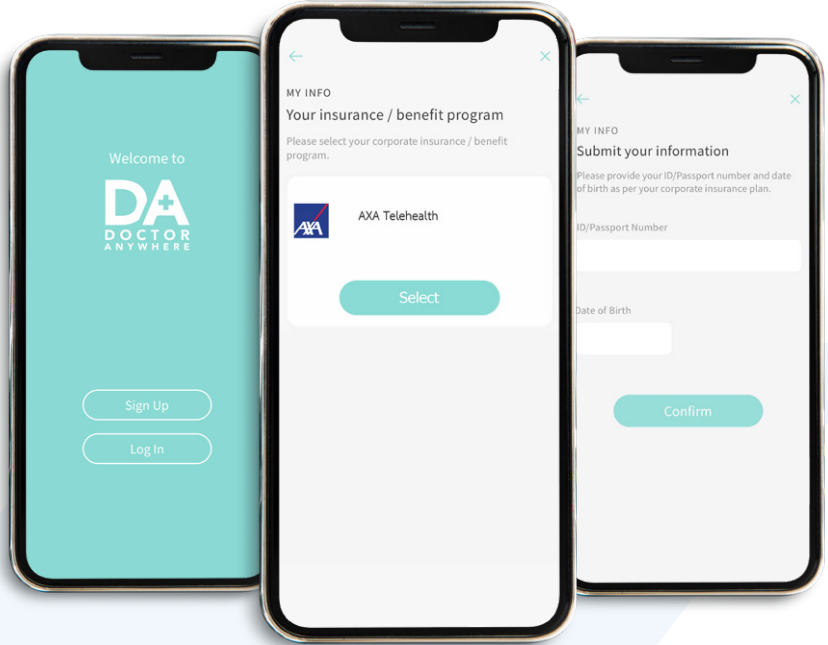 Welcome to
DA
DOCTOR
ANYWHERE
Sign Up
Log In
MY INFO
Your insurance / benefit program
Please select your corporate insurance / benefit
program.
AXA
AXA Telehealth
Select
MY INFO
Submit your information
Please provide your ID/Passport number and date
of birth as per your corporate insurance plan.
ID/Passport Number
Date of Birth
Confirm